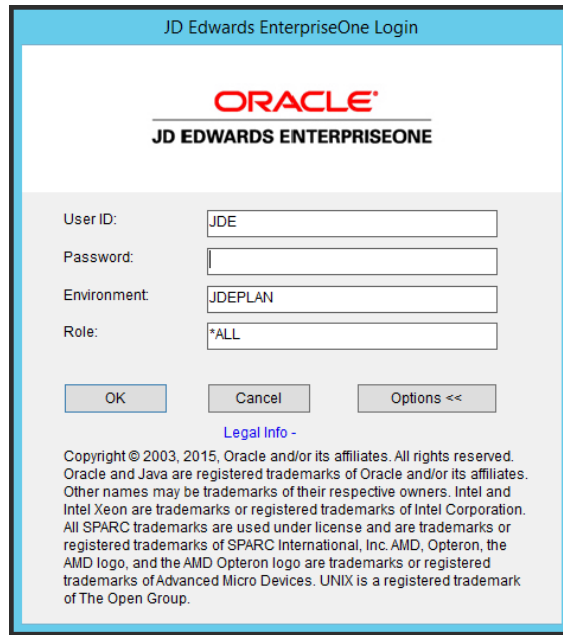 JD Edwards EnterpriseOne Login
ORACLE®
JD EDWARDS ENTERPRISEONE
User ID: JDE
Password:
Environment: JDEPLAN
Role: *ALL
OK Cancel Options <<
Legal Info -
Copyright © 2003, 2015, Oracle and/or its affiliates. All rights reserved.
Oracle and Java are registered trademarks of Oracle and/or its affiliates.
Other names may be trademarks of their respective owners. Intel and
Intel Xeon are trademarks or registered trademarks of Intel Corporation.
All SPARC trademarks are used under license and are trademarks or
registered trademarks of SPARC International, Inc. AMD, Opteron, the
AMD logo, and the AMD Opteron logo are trademarks or registered
trademarks of Advanced Micro Devices. UNIX is a registered trademark
of The Open Group.